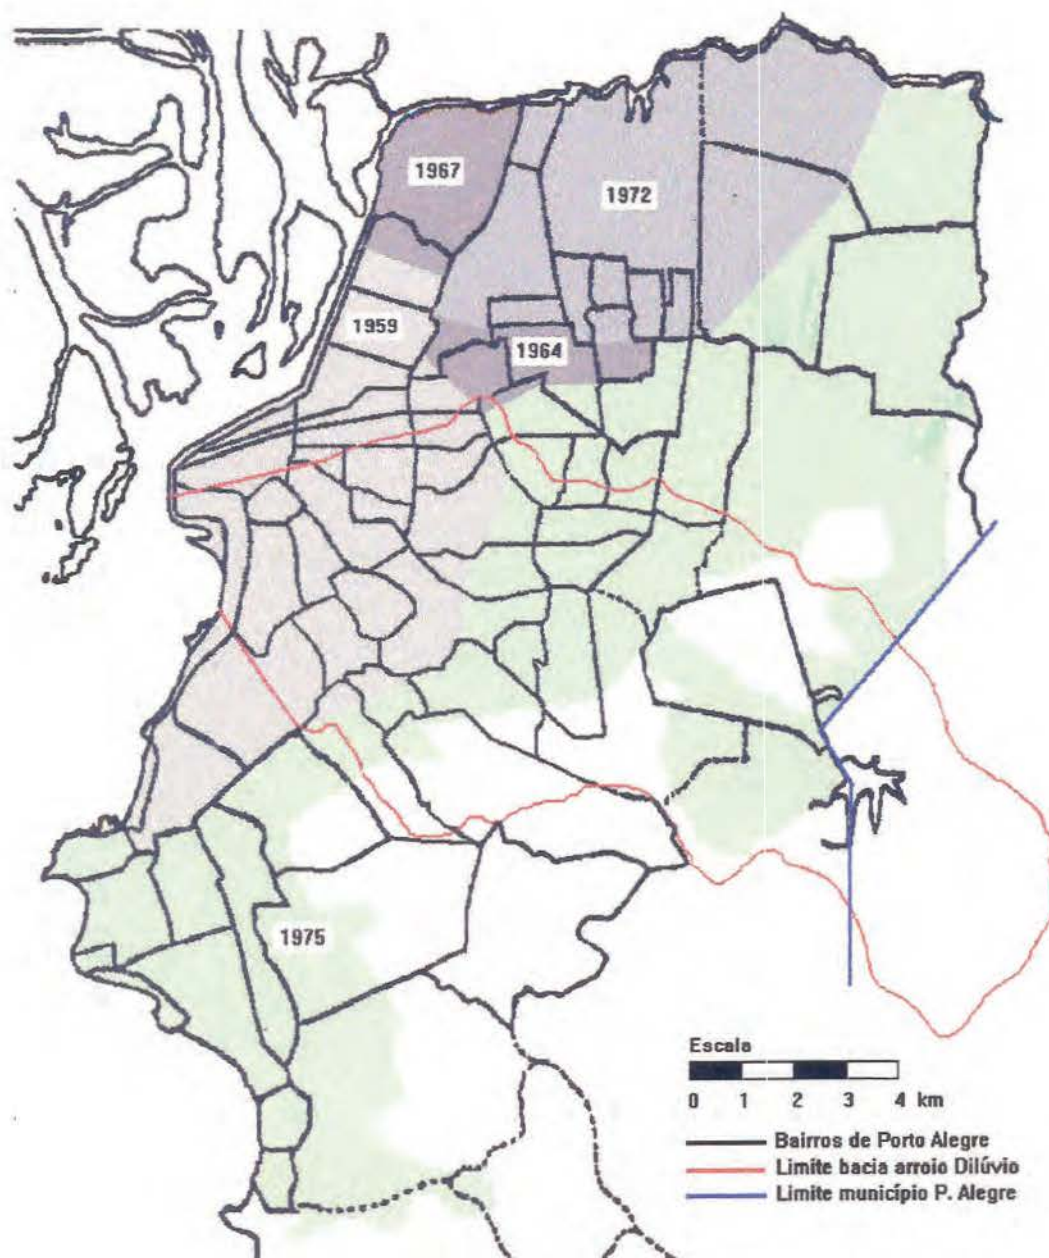 1967
1972
1959
1964
1975
Escala
0 1 2 3 4 km
Bairros de Porto Alegre
Limite bacia arroio Dilúvio
Limite município P. Alegre